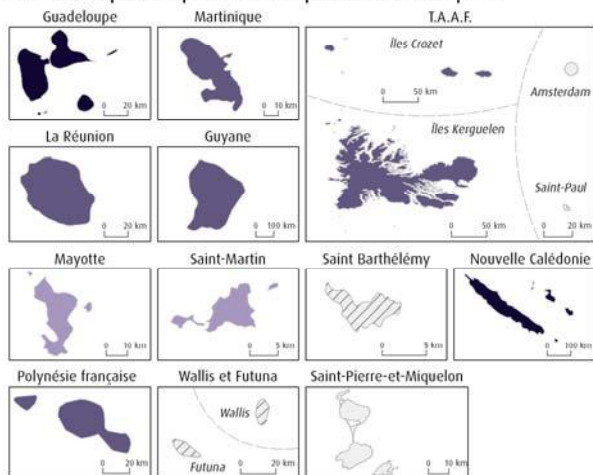 Guadeloupe
0 20 km
Martinique
0 10 km
T.A.A.F.
Îles Crozet
0 50 km
Amsterdam
Îles Kerguelen
0 50 km
Saint-Paul
0 20 km
La Réunion
0 20 km
Guyane
0 100 km
Mayotte
0 10 km
Saint-Martin
0 5 km
Saint Barthélémy
0 5 km
Nouvelle Calédonie
0 100 km
Polynésie française
0 20 km
Wallis et Futuna
Wallis
Futuna
0 20 km
Saint-Pierre-et-Miquelon
0 10 km